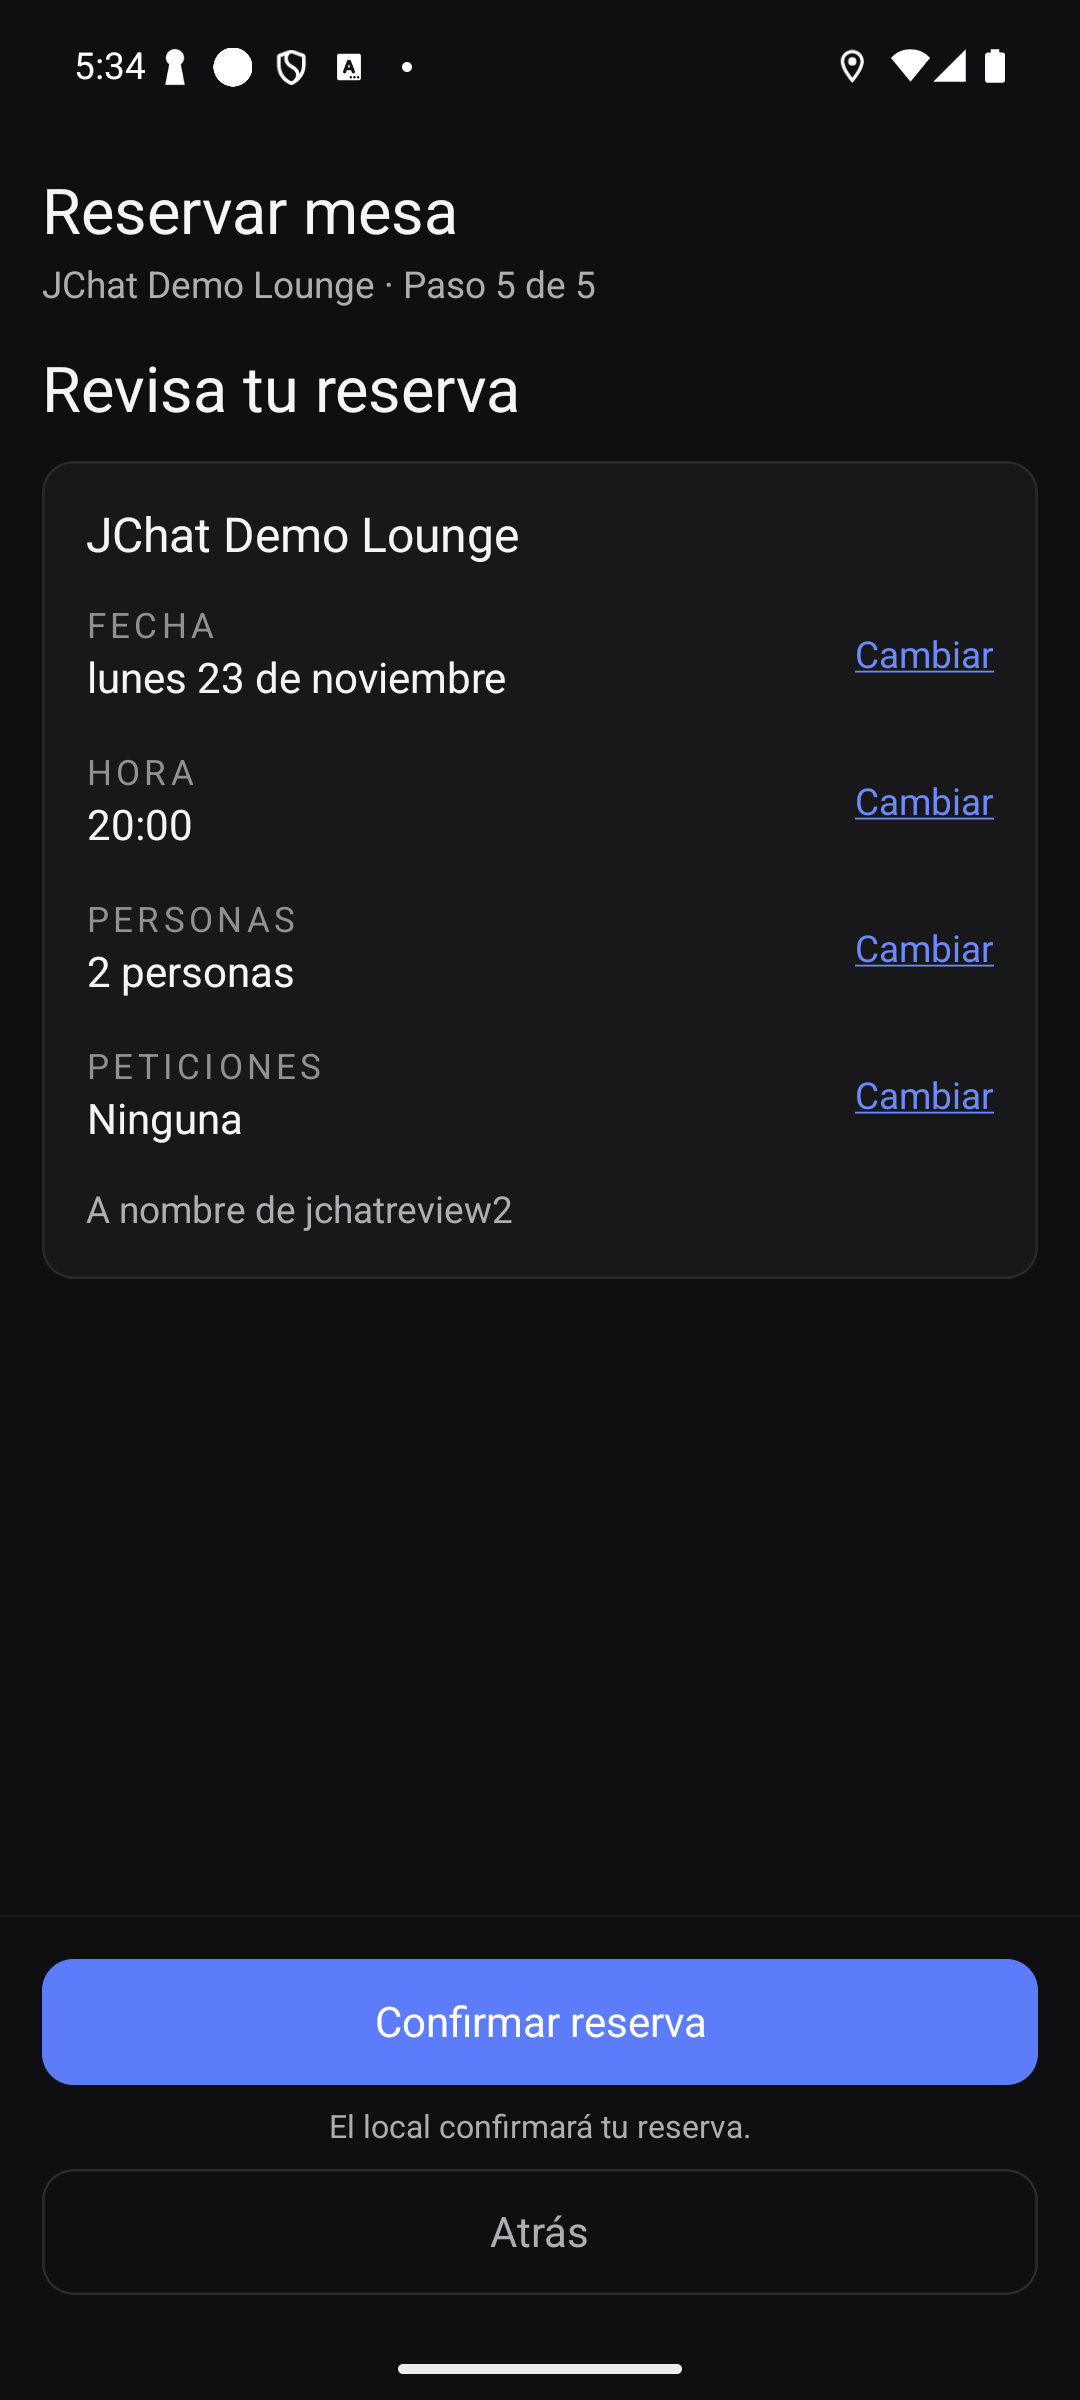 5:34
Reservar mesa
JChat Demo Lounge · Paso 5 de 5
Revisa tu reserva
JChat Demo Lounge
FECHA
lunes 23 de noviembre
Cambiar
HORA
20:00
Cambiar
PERSONAS
2 personas
Cambiar
PETICIONES
Ninguna
Cambiar
A nombre de jchatreview2
Confirmar reserva
El local confirmará tu reserva.
Atrás